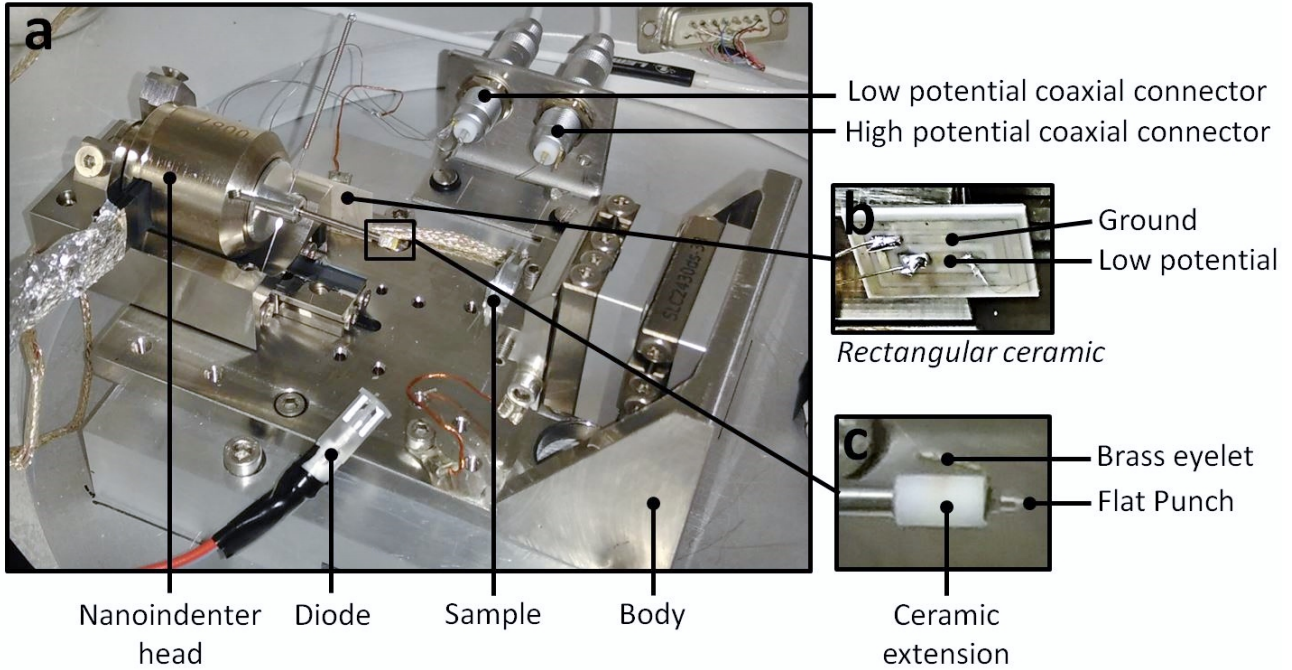 a
Low potential coaxial connector
High potential coaxial connector
b
Ground
Low potential
Rectangular ceramic
SLC2430ds-
c
Brass eyelet
Flat Punch
Nanoindenter
head
Diode
Sample
Body
Ceramic
extension